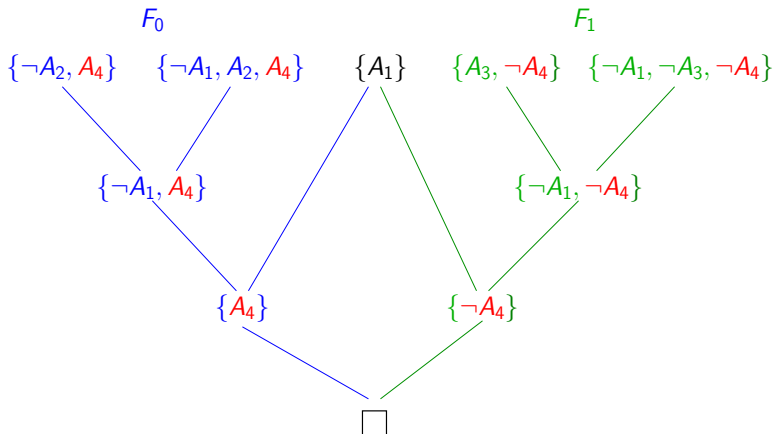 F₀ F₁
{¬A₂, A₄} {¬A₁, A₂, A₄} {A₁} {A₃, ¬A₄} {¬A₁, ¬A₃, ¬A₄}
{¬A₁, A₄} {¬A₁, ¬A₄}
{A₄} {¬A₄}
□